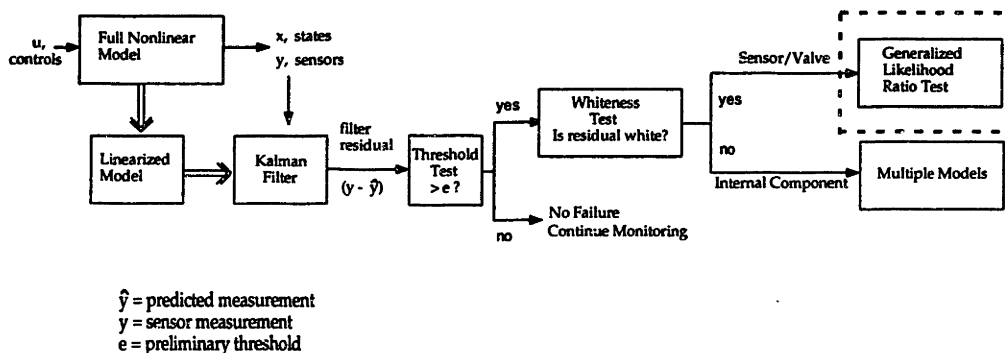 u,
controls
Full Nonlinear
Model
x, states
y, sensors
Linearized
Model
Kalman
Filter
filter
residual
(y - ŷ)
Threshold
Test
> e ?
yes
no
No Failure
Continue Monitoring
Whiteness
Test
Is residual white?
Sensor/Valve
yes
no
Internal Component
Generalized
Likelihood
Ratio Test
Multiple Models
ŷ = predicted measurement
y = sensor measurement
e = preliminary threshold